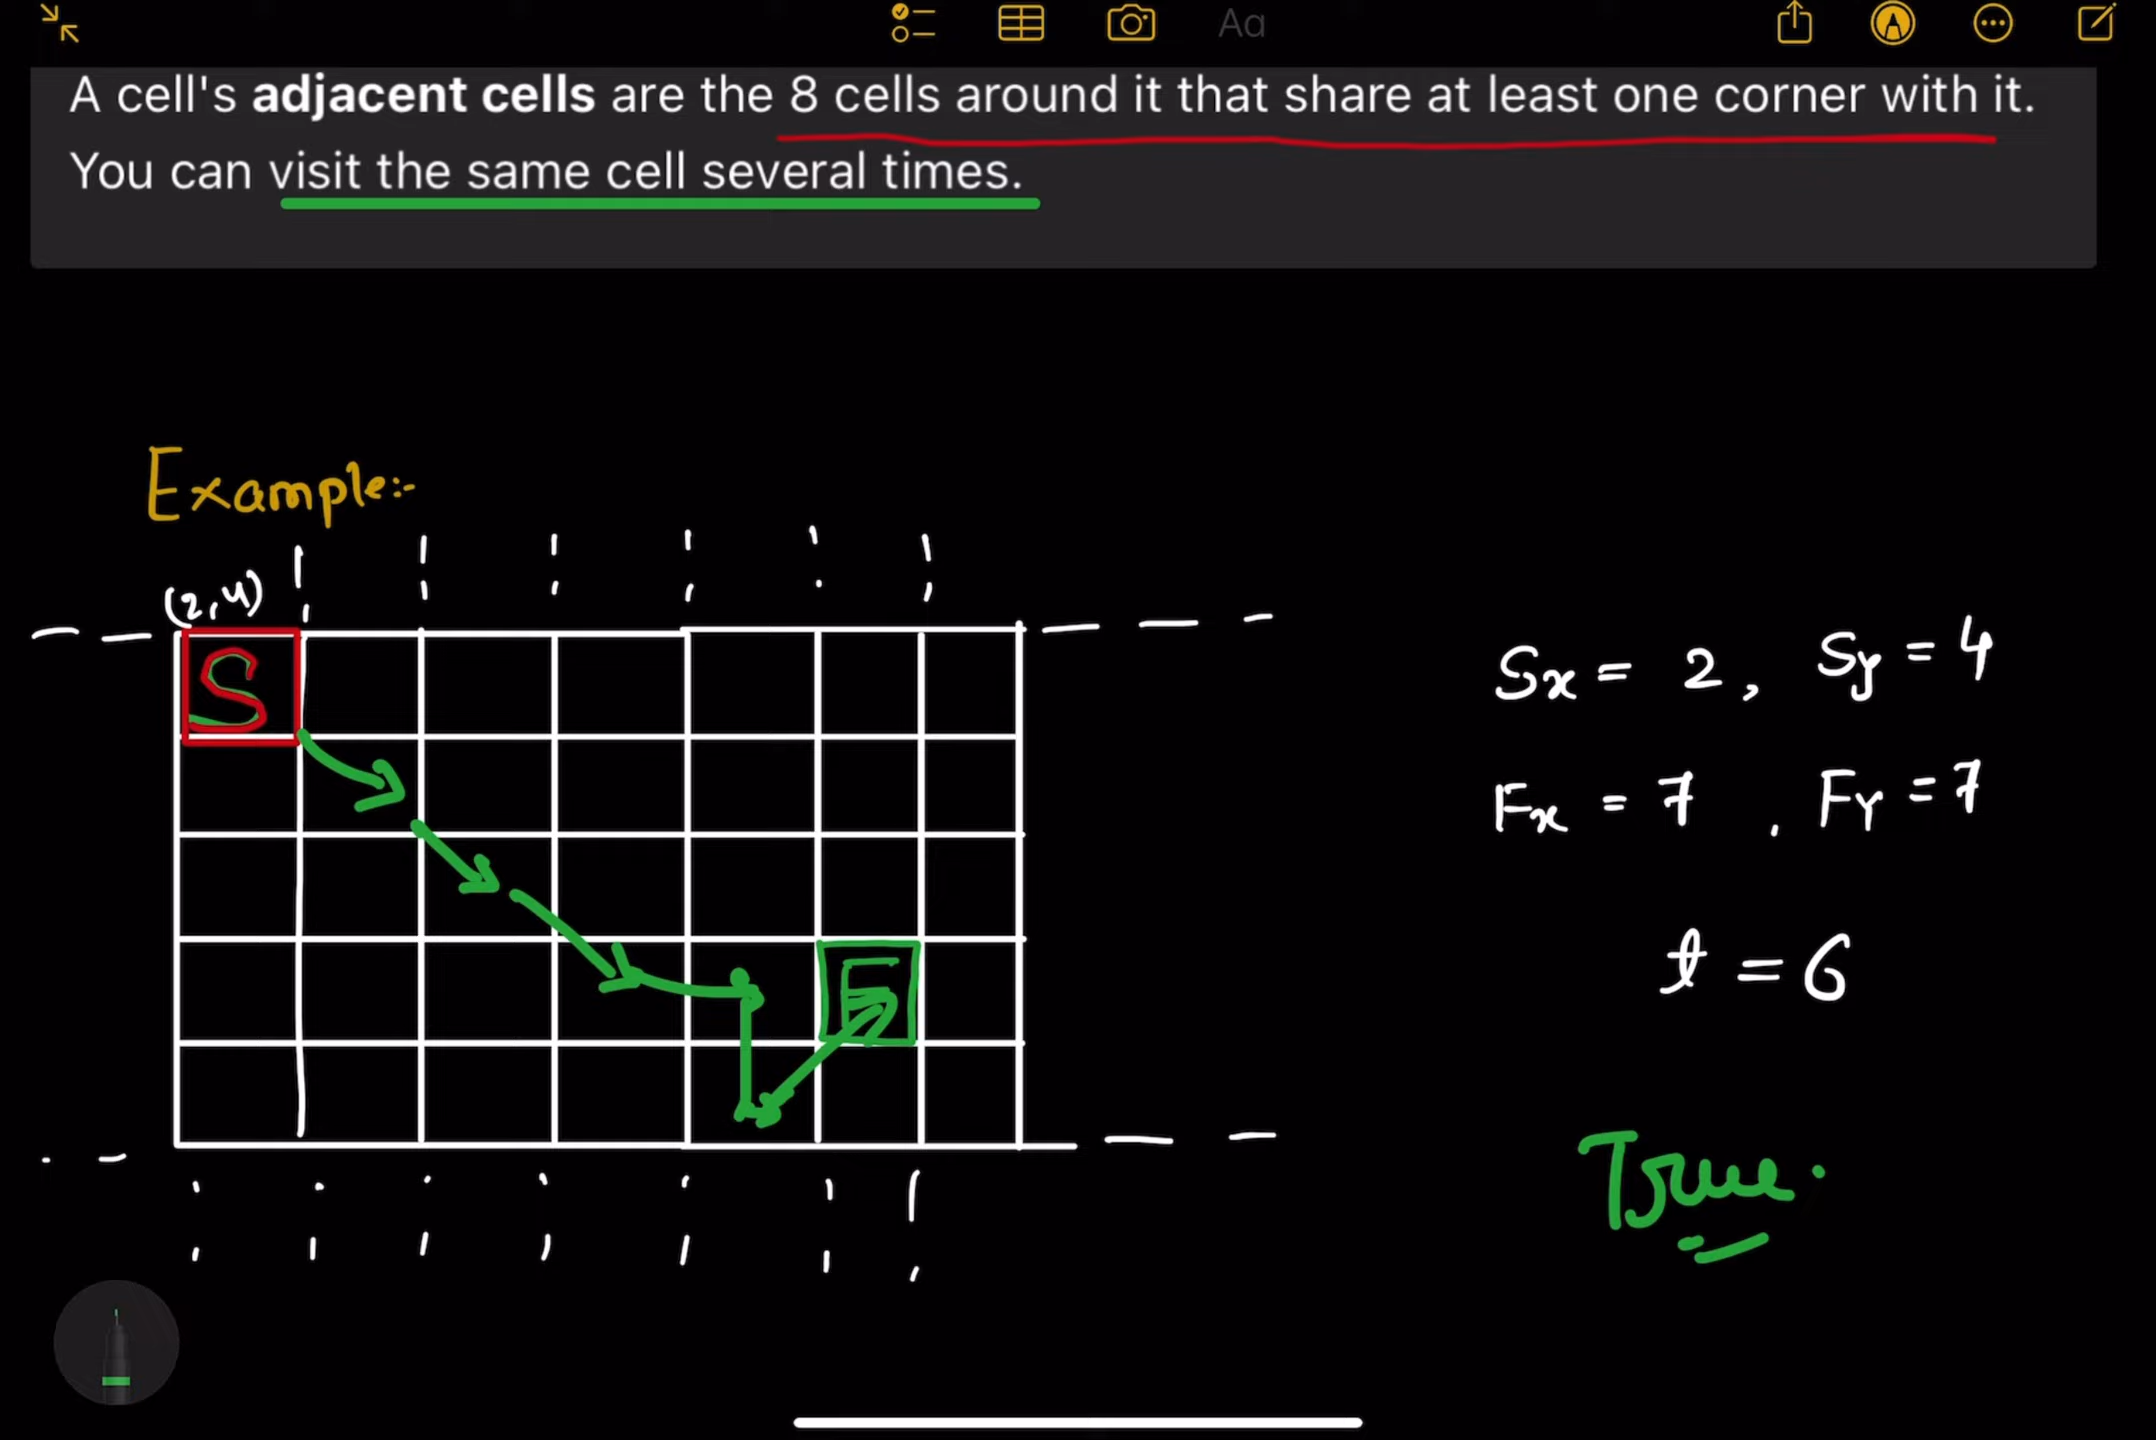 Aa
A cell's adjacent cells are the 8 cells around it that share at least one corner with it.
You can visit the same cell several times.
Example:-
(2,4)
S
F
Sx = 2, Sy = 4
Fx = 7, Fy = 7
t = 6
True.